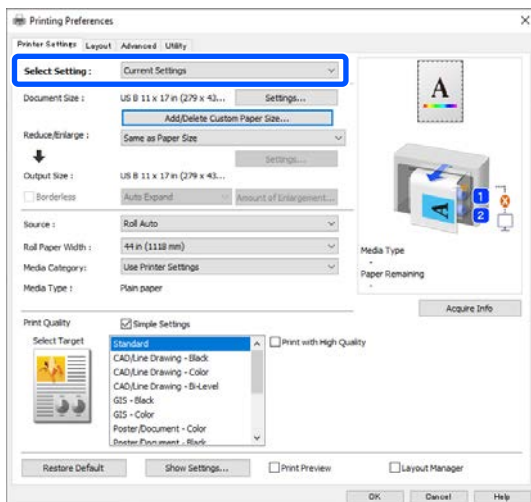 Printing Preferences
Printer Settings Layout Advanced Utility
Select Setting : Current Settings
Document Size : US B 11 x 17 in (279 x 43... Settings...
Add/Delete Custom Paper Size...
Reduce/Enlarge : Same as Paper Size
Settings...
Output Size : US B 11 x 17 in (279 x 43...
Borderless Auto Expand Amount of Enlargement...
Source : Roll Auto
Roll Paper Width : 44 in (1118 mm)
Media Category: Use Printer Settings
Media Type : Plain paper
A
A
1
2
Media Type
-
Paper Remaining
-
Acquire Info
Print Quality Simple Settings
Select Target
Standard
CAD/Line Drawing - Black
CAD/Line Drawing - Color
CAD/Line Drawing - Bi-Level
GIS - Black
GIS - Color
Poster/Document - Color
Poster/Document - Black
Print with High Quality
Restore Default Show Settings... Print Preview Layout Manager
OK Cancel Help